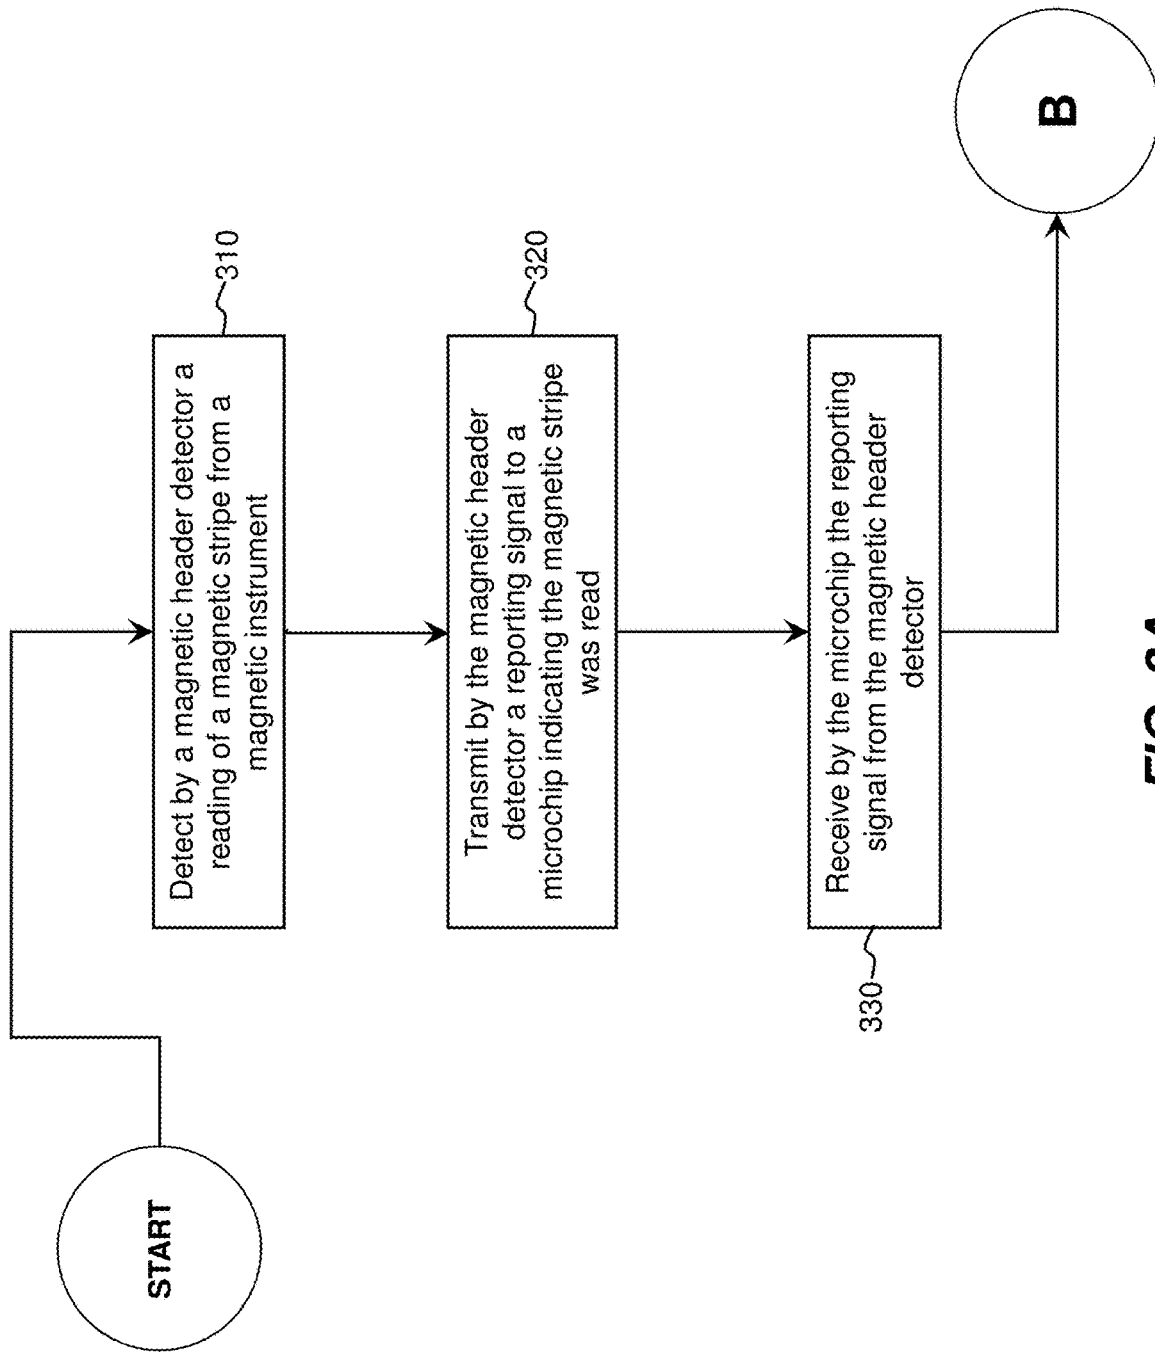 START
Detect by a magnetic header detector a
reading of a magnetic stripe from a
magnetic instrument
310
Transmit by the magnetic header
detector a reporting signal to a
microchip indicating the magnetic stripe
was read
320
Receive by the microchip the reporting
signal from the magnetic header
detector
330
B